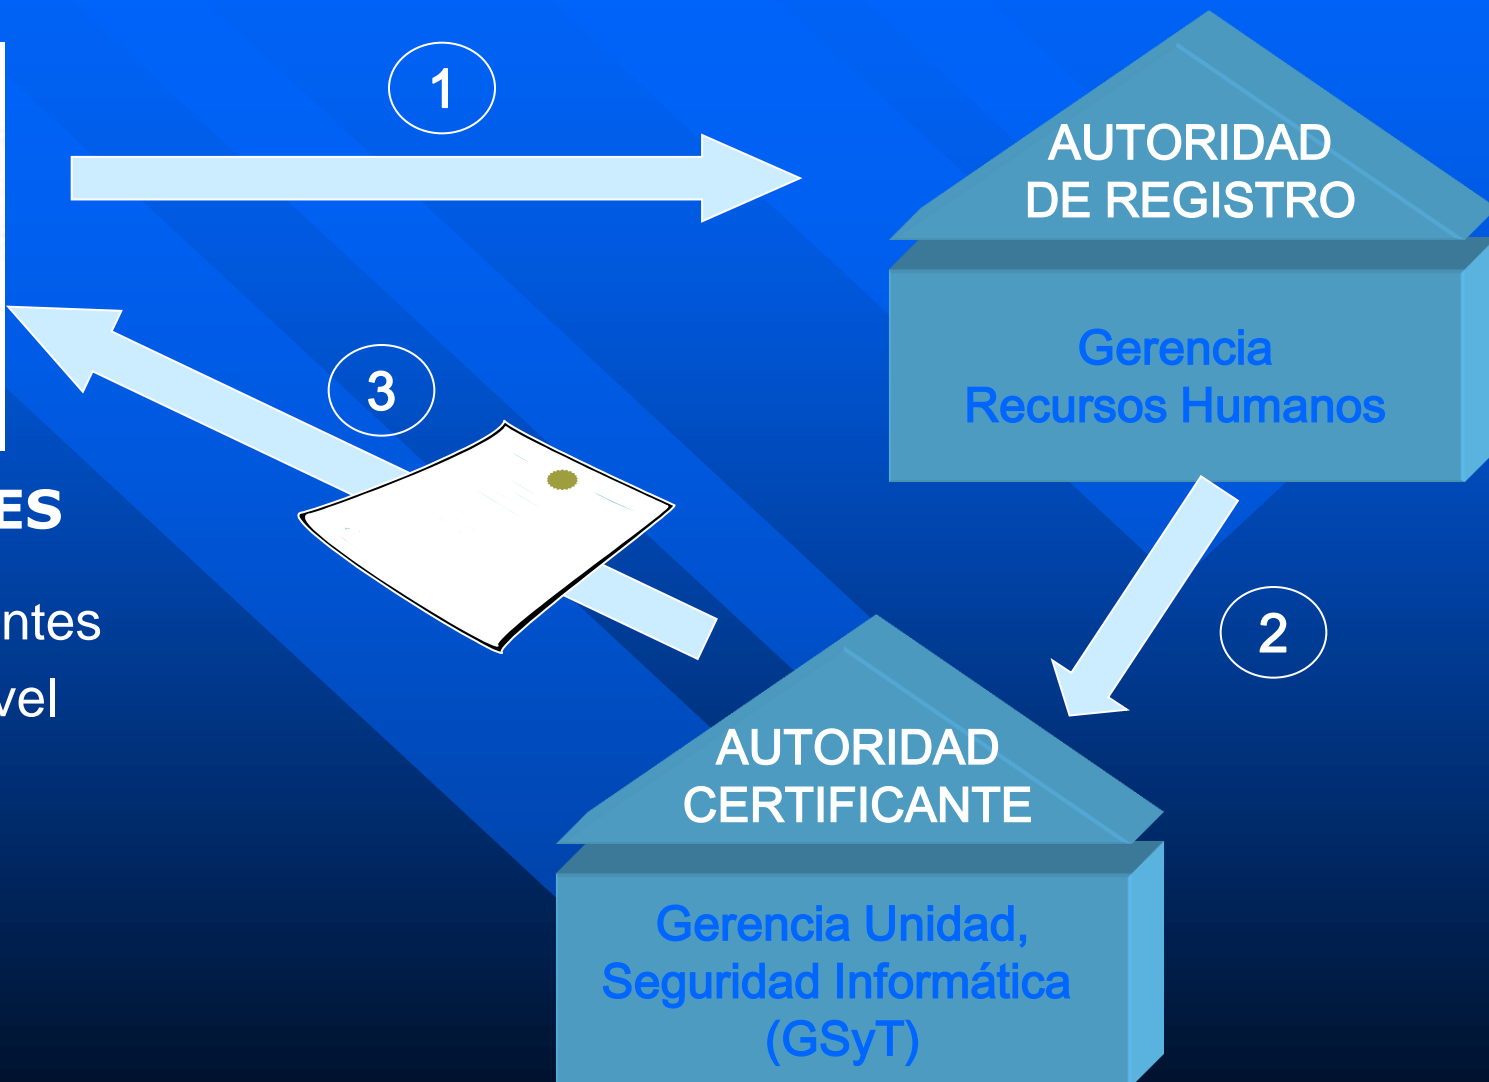 1
AUTORIDAD
DE REGISTRO
Gerencia
Recursos Humanos
3
ES
ntes
vel
2
AUTORIDAD
CERTIFICANTE
Gerencia Unidad,
Seguridad Informática
(GSyT)